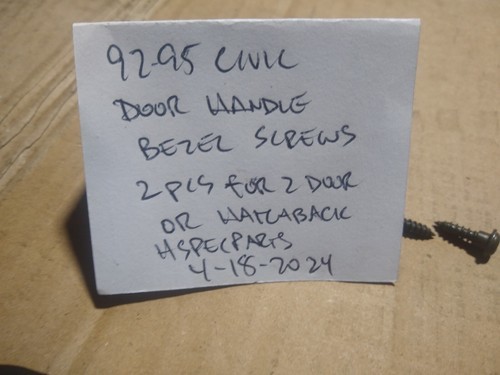 92-95 CIVIC
DOOR HANDLE
BEZEL SCREWS
2 PCS FOR 2 DOOR
OR HATCHBACK
HSPECPARTS
4-18-2024